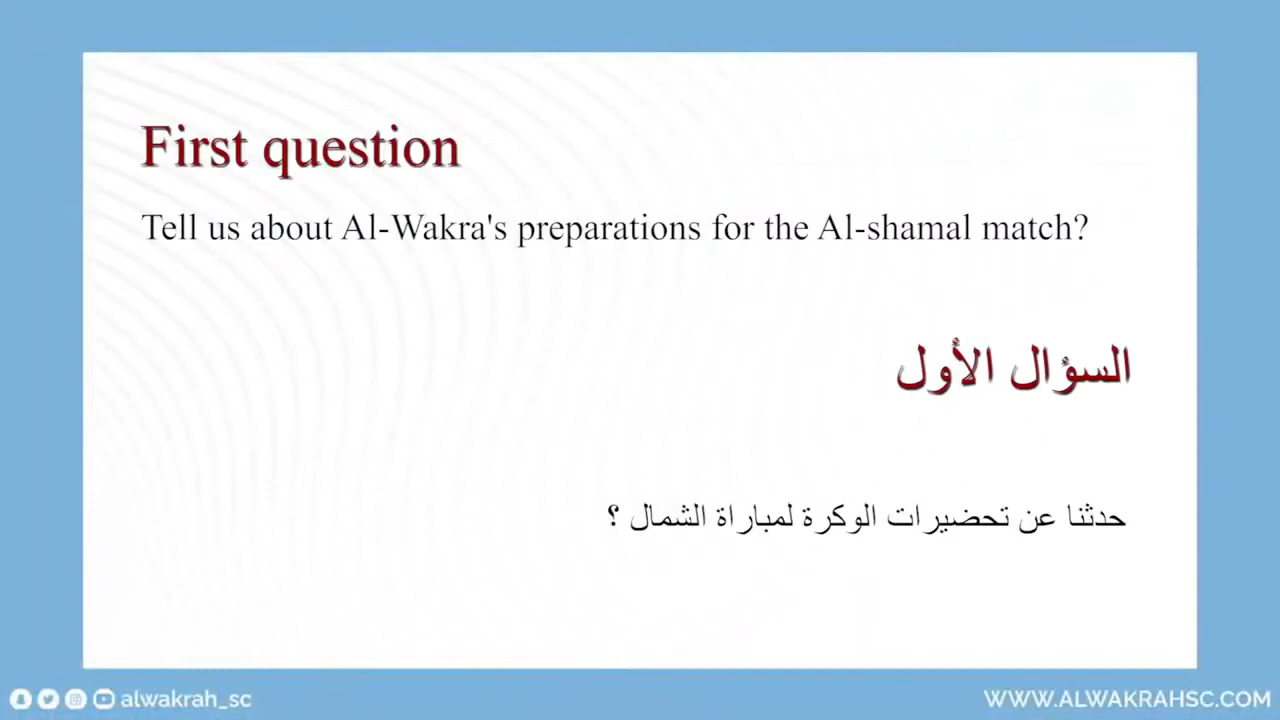 First question
Tell us about Al-Wakra's preparations for the Al-shamal match?
السؤال الأول
حدثنا عن تحضيرات الوكرة لمباراة الشمال ؟
alwakrah_sc
WWW.ALWAKRAHSC.COM